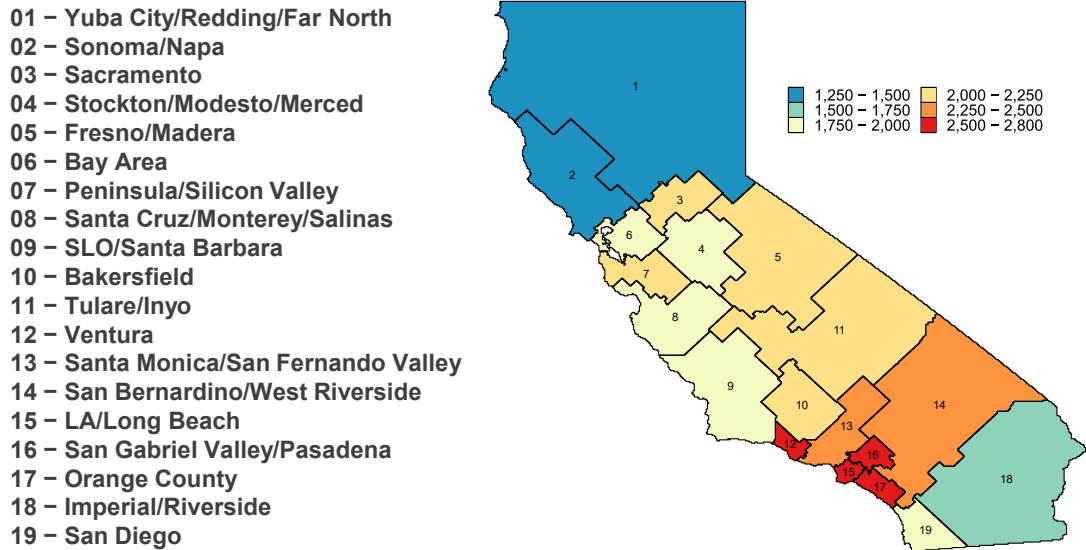 01 − Yuba City/Redding/Far North
02 − Sonoma/Napa
03 − Sacramento
04 − Stockton/Modesto/Merced
05 − Fresno/Madera
06 − Bay Area
07 − Peninsula/Silicon Valley
08 − Santa Cruz/Monterey/Salinas
09 − SLO/Santa Barbara
10 − Bakersfield
11 − Tulare/Inyo
12 − Ventura
13 − Santa Monica/San Fernando Valley
14 − San Bernardino/West Riverside
15 − LA/Long Beach
16 − San Gabriel Valley/Pasadena
17 − Orange County
18 − Imperial/Riverside
19 − San Diego
1,250 − 1,500
1,500 − 1,750
1,750 − 2,000
2,000 − 2,250
2,250 − 2,500
2,500 − 2,800
1
2
3
6
4
5
7
8
11
9
10
14
13
12
16
15
17
18
19